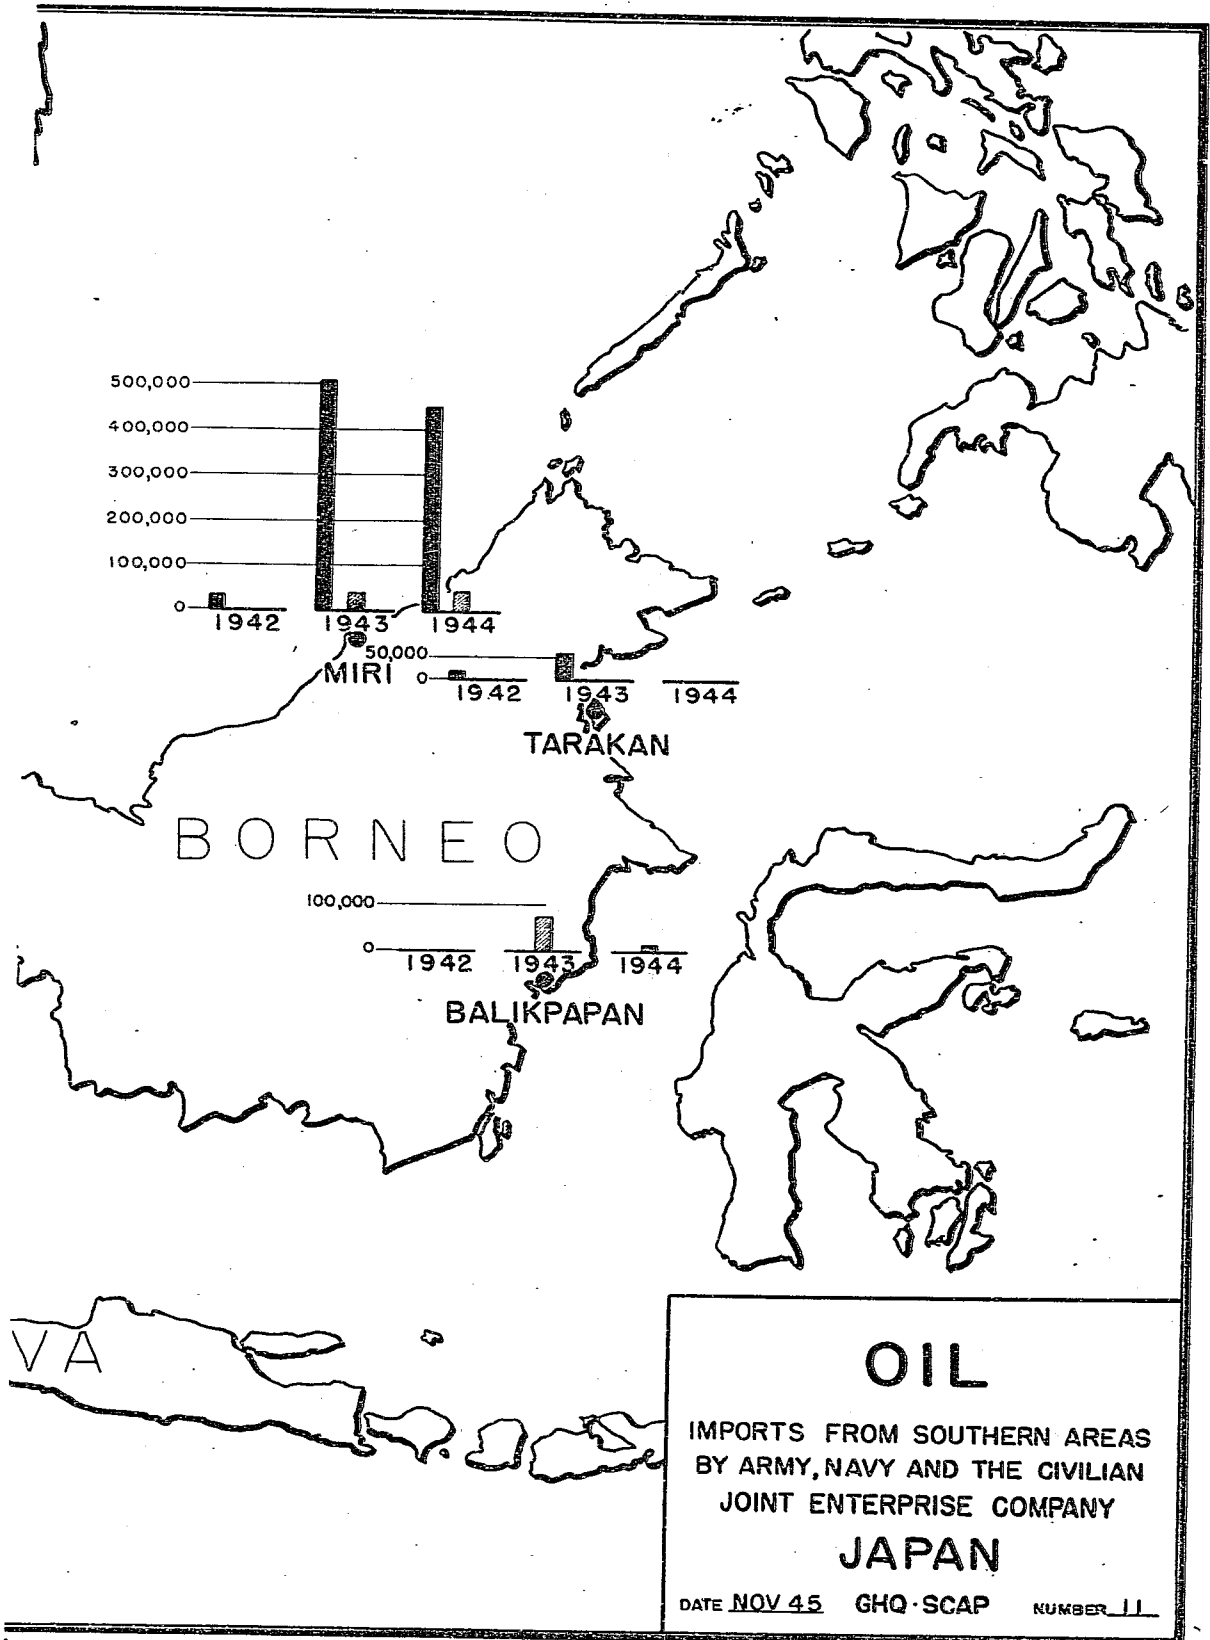 500,000
400,000
300,000
200,000
100,000
0
1942 1943 1944
MIRI
50,000
0
1942 1943 1944
TARAKAN
BORNEO
100,000
0
1942 1943 1944
BALIKPAPAN
VA
OIL
IMPORTS FROM SOUTHERN AREAS
BY ARMY, NAVY AND THE CIVILIAN
JOINT ENTERPRISE COMPANY
JAPAN
DATE NOV 45 GHQ·SCAP NUMBER 11